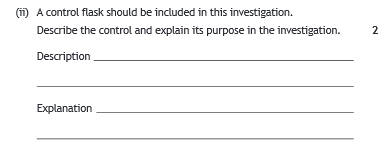 (ii) A control flask should be included in this investigation.
Describe the control and explain its purpose in the investigation. 2
Description
Explanation